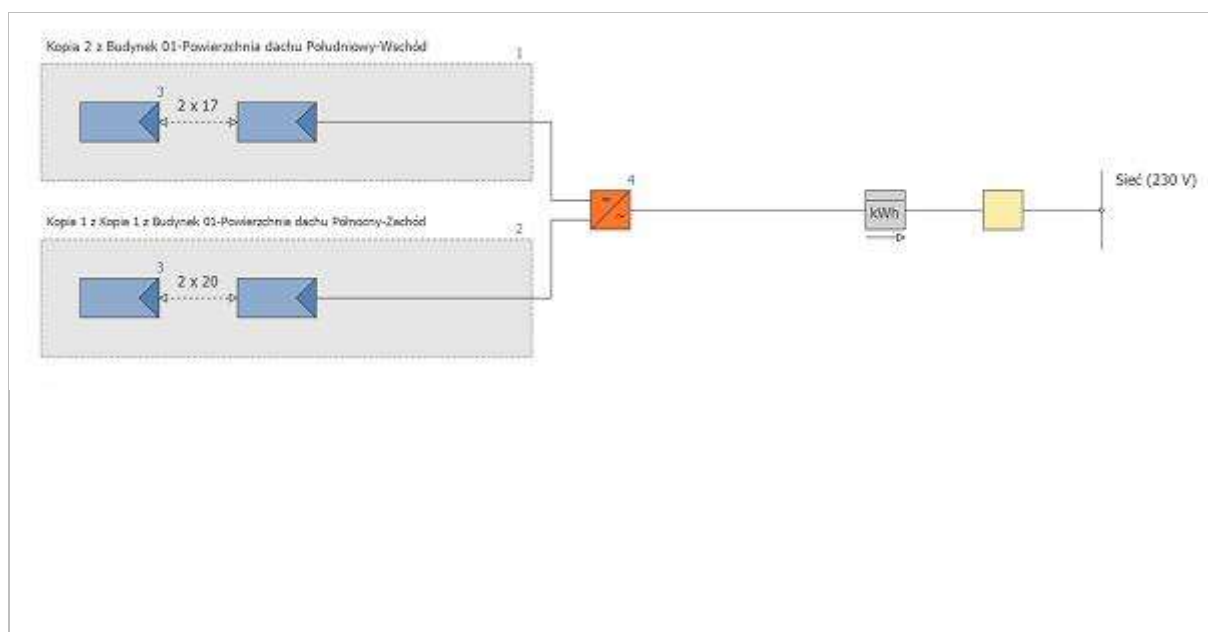 Kopia 2 z Budynek 01-Powierzchnia dachu Południowy-Wschód
1
3
2 x 17
4
Sieć (230 V)
kWh
Kopia 1 z Kopia 1 z Budynek 01-Powierzchnia dachu Północny-Zachód
2
3
2 x 20